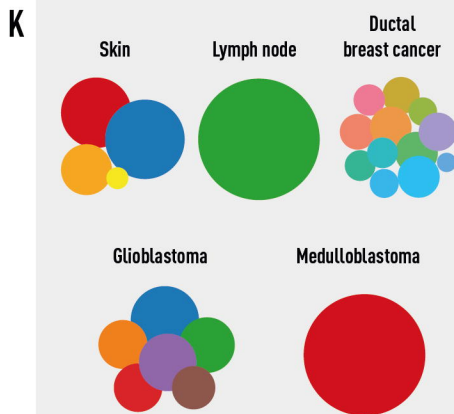 K
Skin
Lymph node
Ductal
breast cancer
Glioblastoma
Medulloblastoma